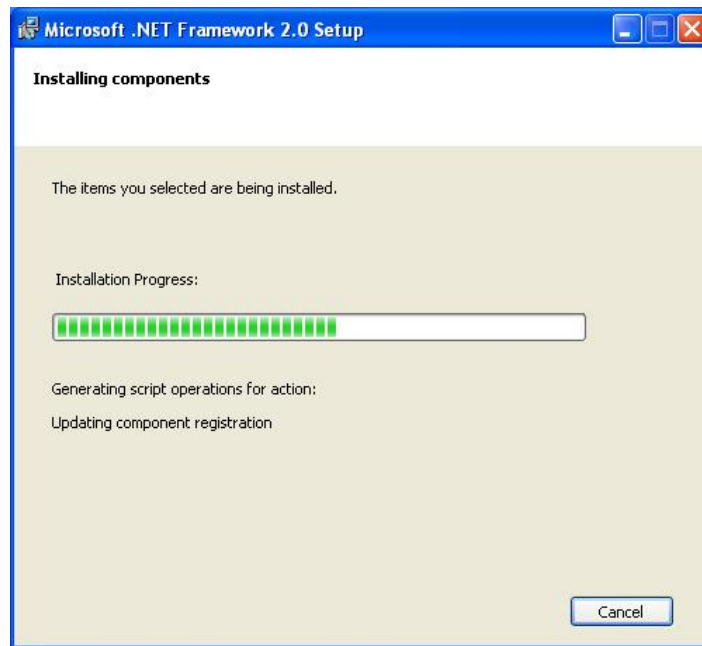 Microsoft .NET Framework 2.0 Setup
Installing components
The items you selected are being installed.
Installation Progress:
Generating script operations for action:
Updating component registration
Cancel